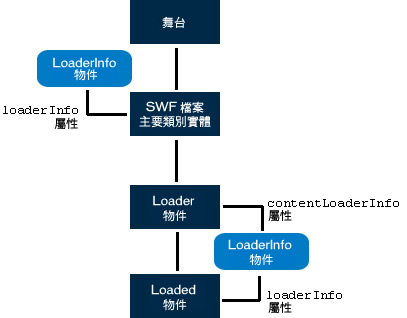 舞台
LoaderInfo
物件
loaderInfo
屬性
SWF 檔案
主要類別實體
Loader
物件
contentLoaderInfo
屬性
LoaderInfo
物件
Loaded
物件
loaderInfo
屬性